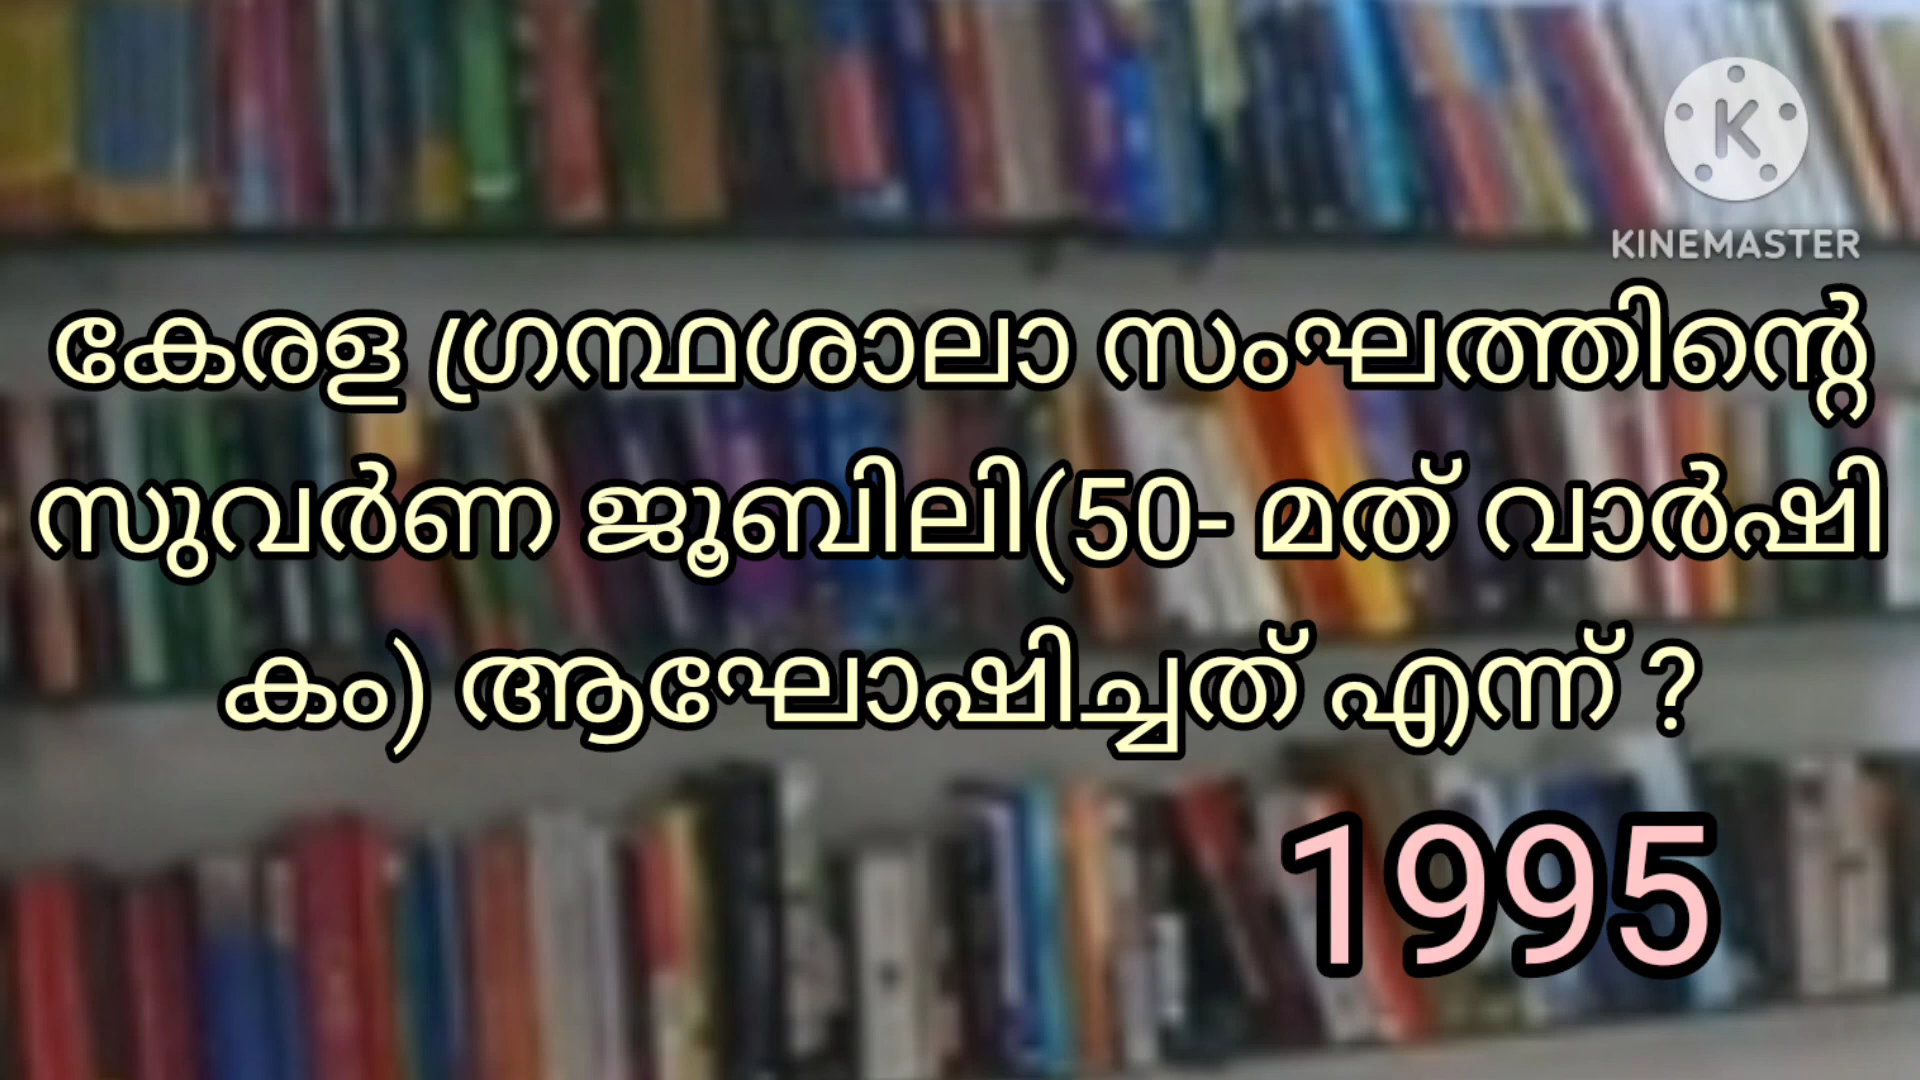 KINEMASTER
കേരള ഗ്രന്ഥശാലാ സംഘത്തിന്റെ
സുവർണ ജൂബിലി(50- മത് വാർഷി
കം) ആഘോഷിച്ചത് എന്ന് ?
1995